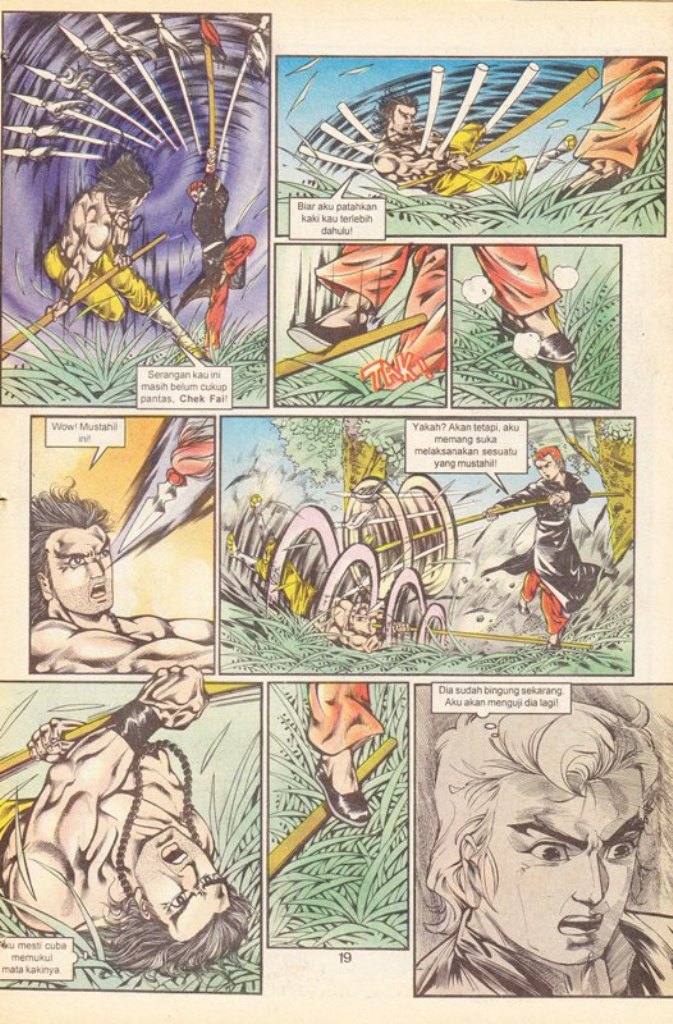 Serangan kau ini
masih belum cukup
pantas, Chek Fai!
Biar aku patahkan
kaki kau terlebih
dahulu!
TAK!
Wow! Mustahil
ini!
Yakah? Akan tetapi, aku
memang suka
melaksanakan sesuatu
yang mustahil!
Aku mesti cuba
memukul
mata kakinya.
Dia sudah bingung sekarang.
Aku akan menguji dia lagi!
19